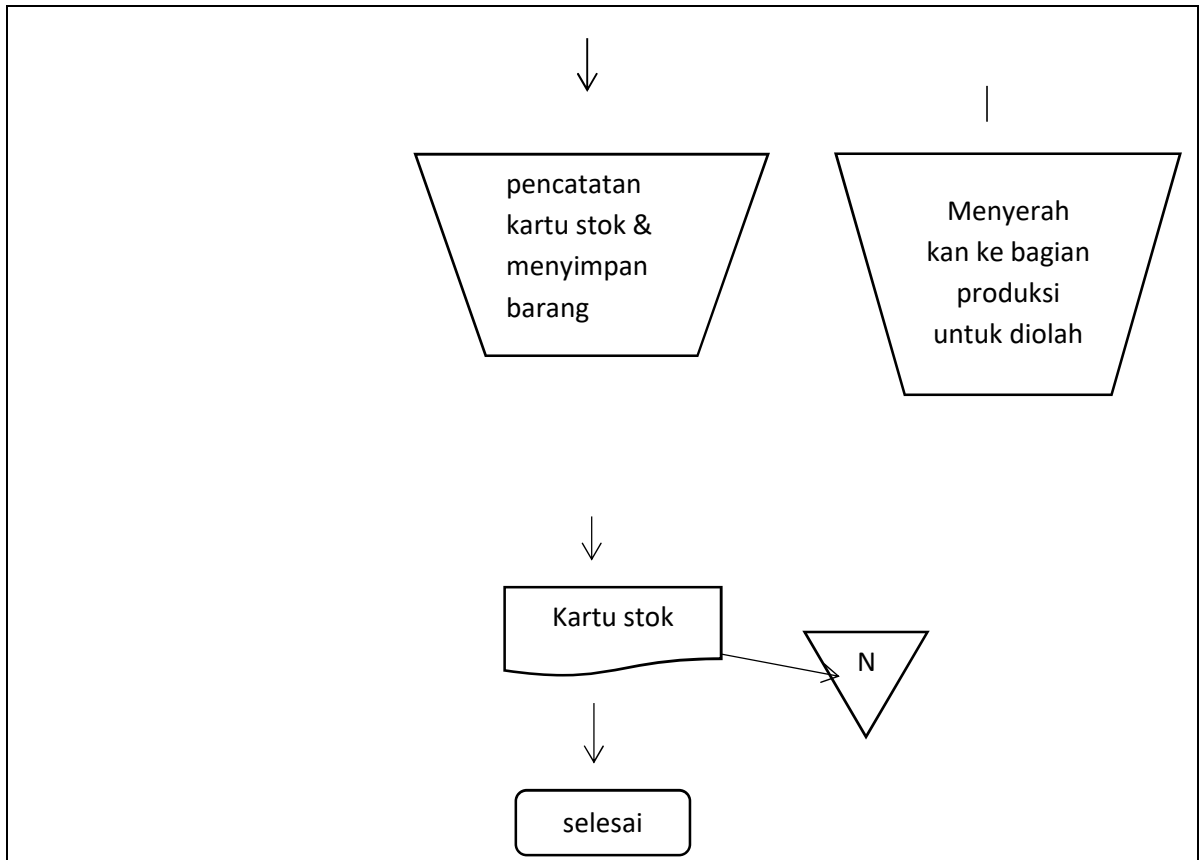 pencatatan
kartu stok &
menyimpan
barang
Menyerah
kan ke bagian
produksi
untuk diolah
Kartu stok
N
selesai